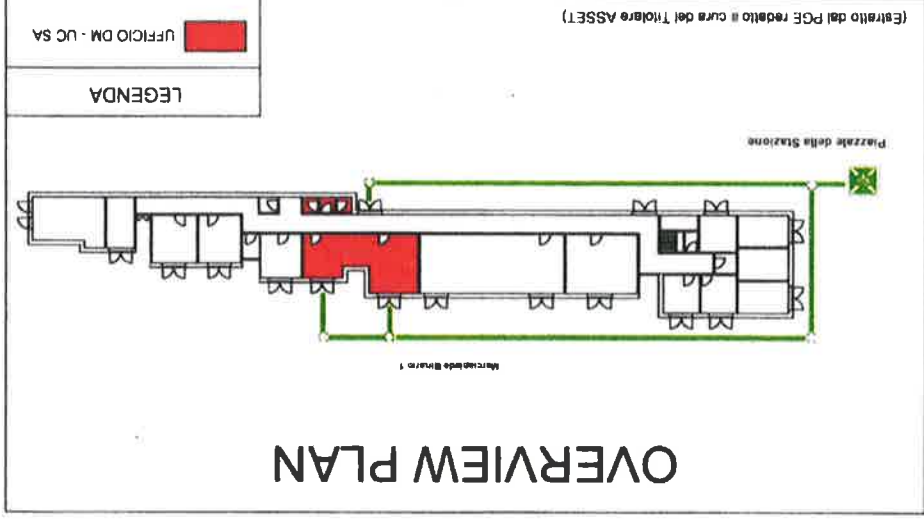 OVERVIEW PLAN
Marciapiede Binario 1
Piazzale della Stazione
LEGENDA
UFFICIO DM - UC SA
(Estratto dal PGE redatto a cura del Titolare ASSET)